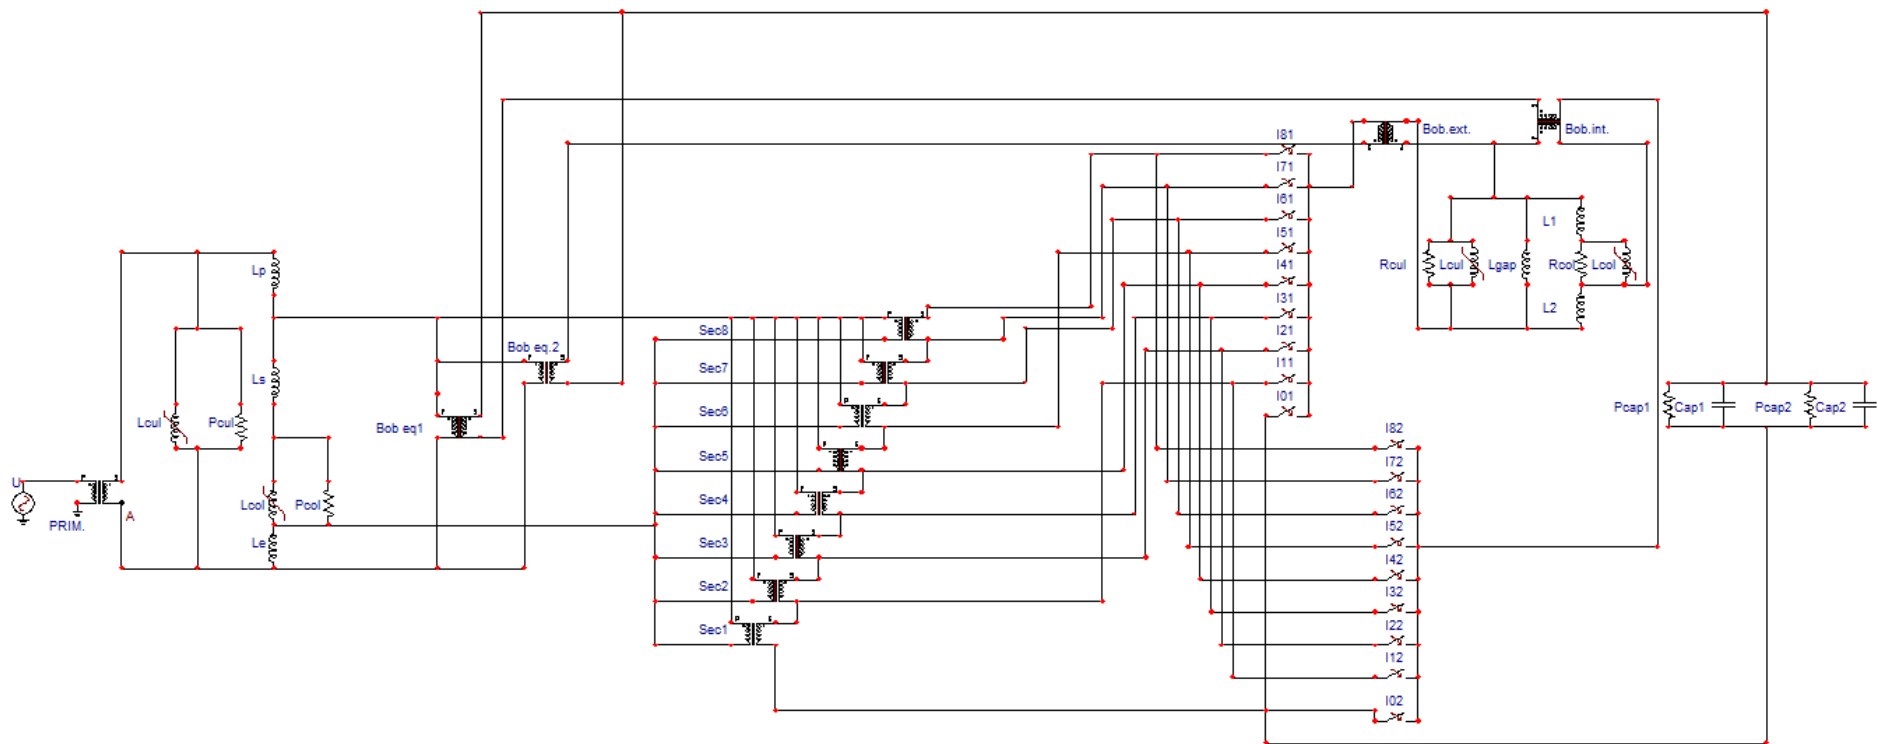 U
PRIM.
A
Lcul
Pcul
Lp
Ls
Lcol
Pcol
Le
Bob eq1
Bob eq.2
Sec8
Sec7
Sec6
Sec5
Sec4
Sec3
Sec2
Sec1
I81
I71
I61
I51
I41
I31
I21
I11
I01
I82
I72
I62
I52
I42
I32
I22
I12
I02
Bob.ext.
Bob.int.
Rcul
Lcul
Lgap
L1
Rcol
Lcol
L2
Pcap1
Cap1
Pcap2
Cap2